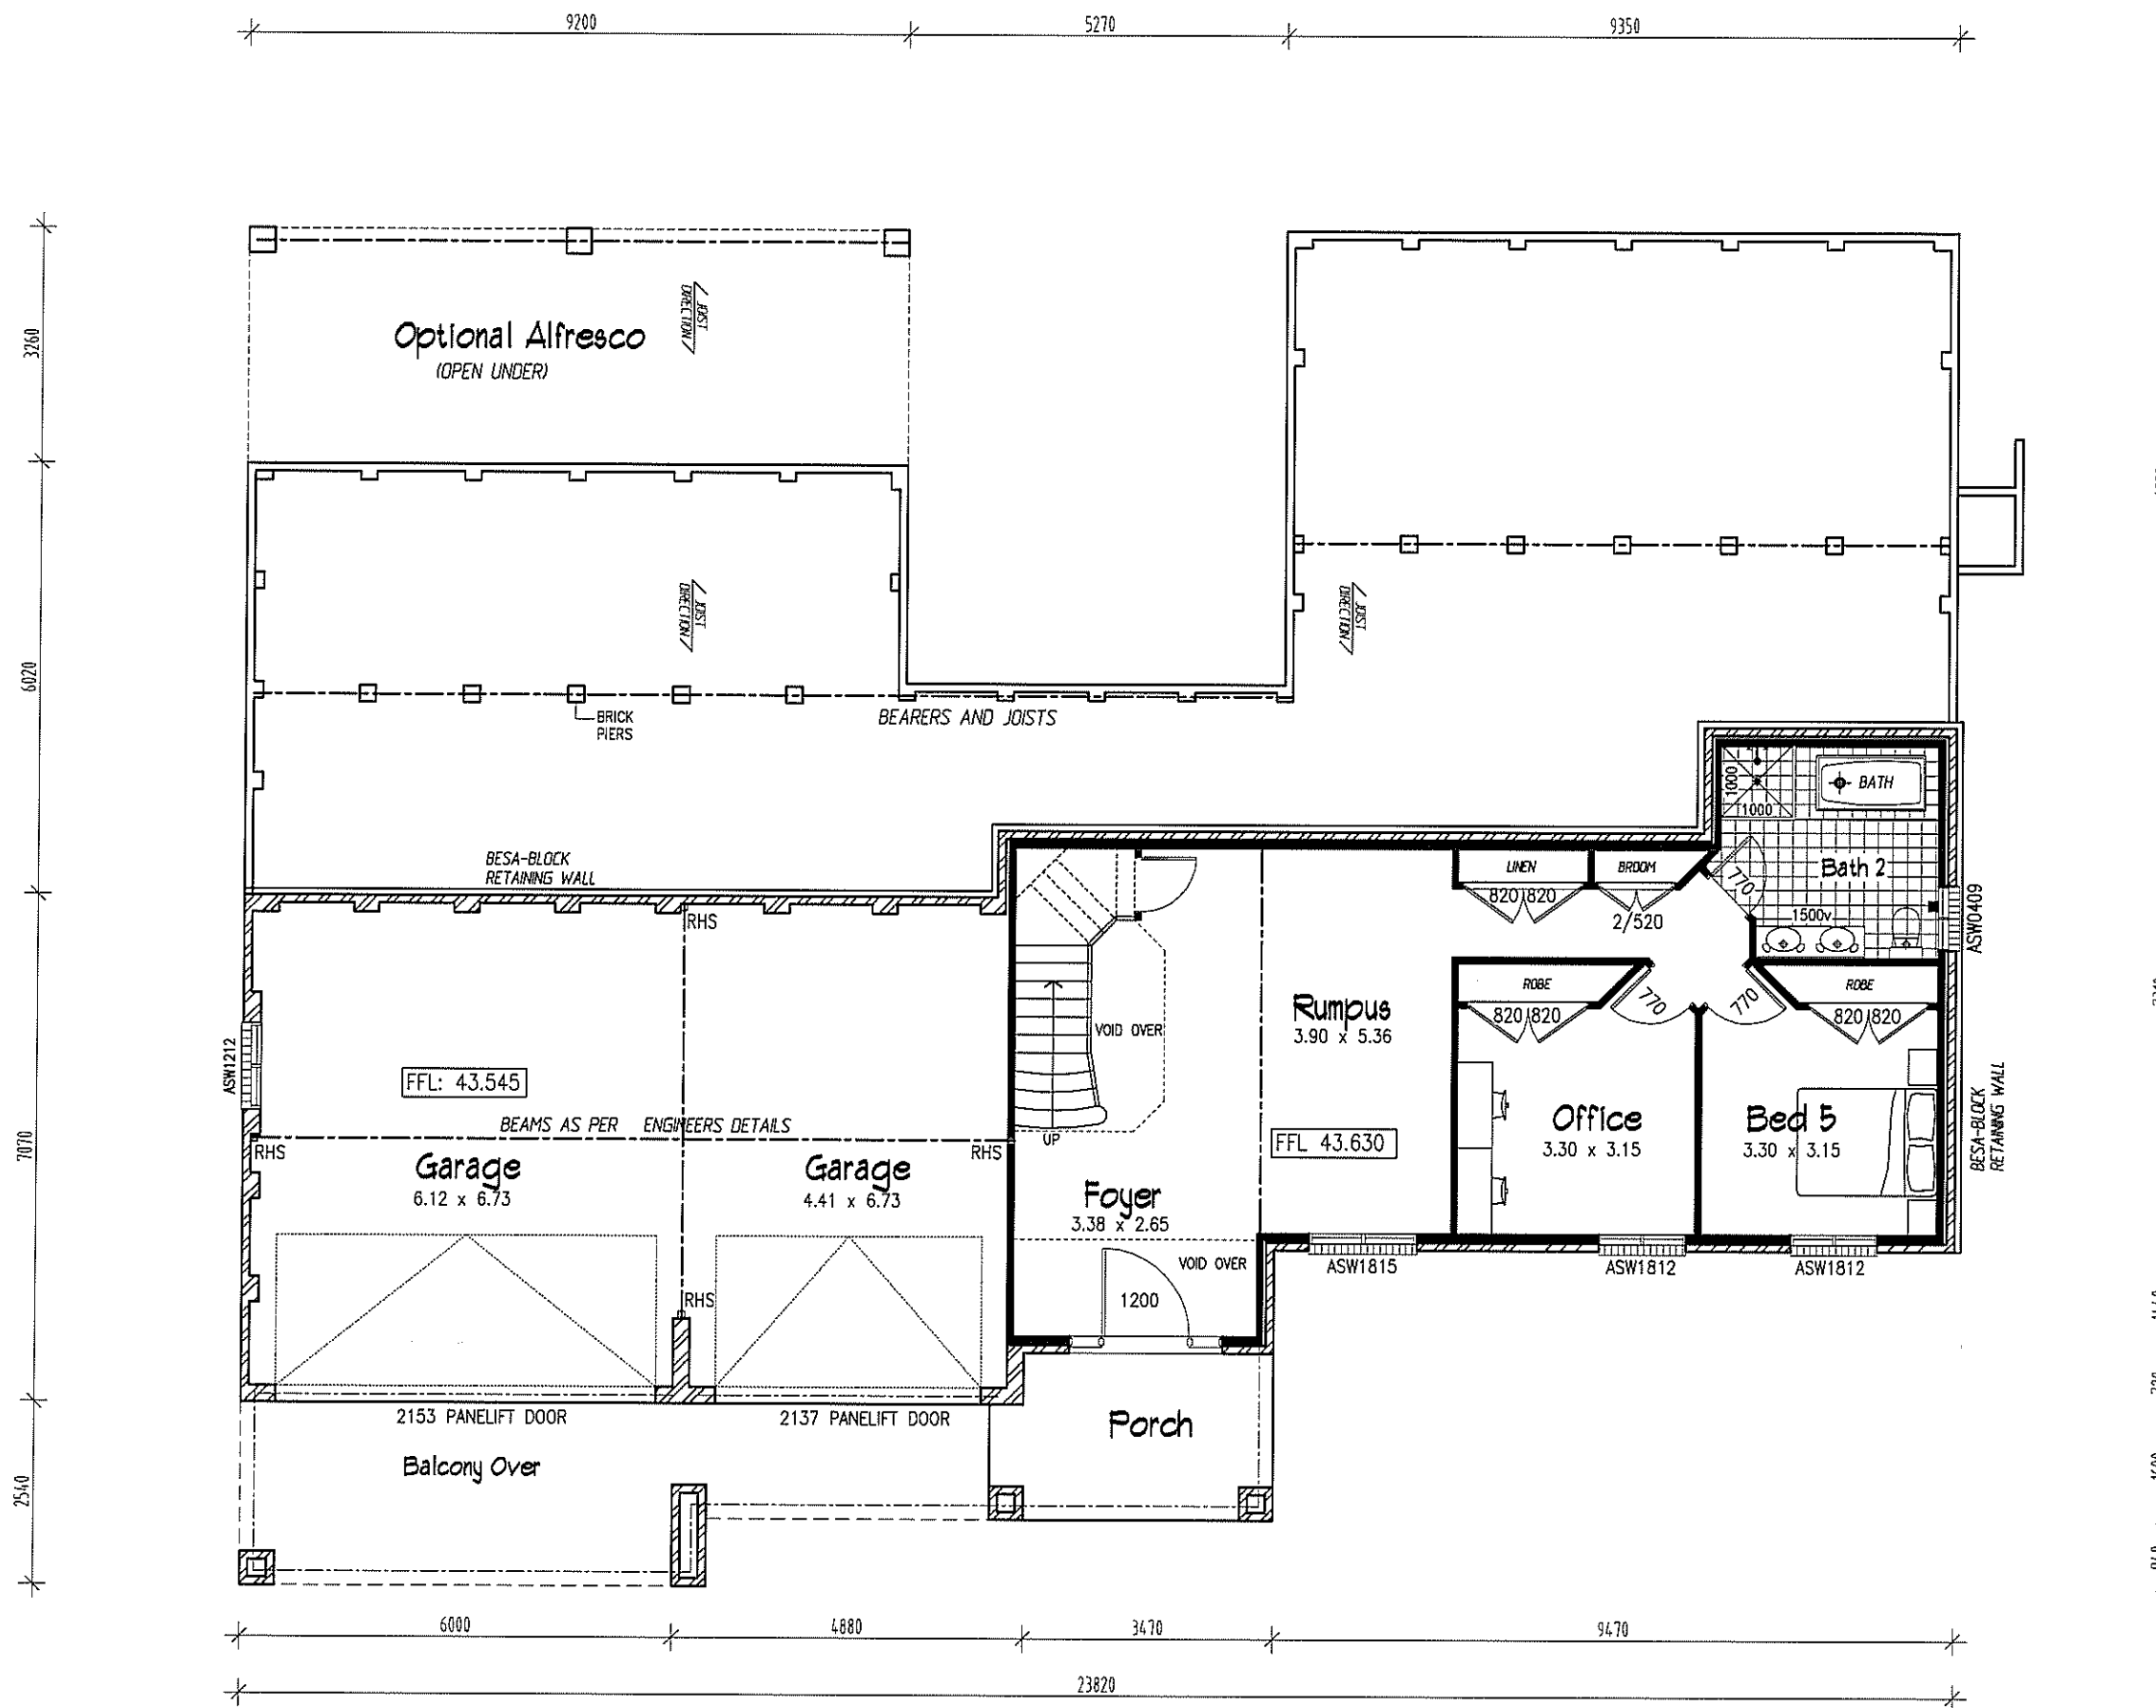 9200
5270
9350
3260
6020
7070
2540
Optional Alfresco
(OPEN UNDER)
JOIST
DIRECTION
JOIST
DIRECTION
JOIST
DIRECTION
BRICK
PIERS
BEARERS AND JOISTS
BESA-BLOCK
RETAINING WALL
1000
1000
BATH
Bath 2
770
1500v
ASW0409
LINEN
BROOM
820 820
2/520
RHS
ROBE
820 820
770
770
ROBE
820 820
Rumpus
3.90 x 5.36
VOID OVER
UP
ASW1212
FFL: 43.545
BEAMS AS PER ENGINEERS DETAILS
RHS
RHS
FFL 43.630
Garage
6.12 x 6.73
Garage
4.41 x 6.73
Foyer
3.38 x 2.65
Office
3.30 x 3.15
Bed 5
3.30 x 3.15
BESA-BLOCK
RETAINING WALL
VOID OVER
RHS
1200
ASW1815
ASW1812
ASW1812
2153 PANELIFT DOOR
2137 PANELIFT DOOR
Porch
Balcony Over
6000
4880
3470
9470
23820